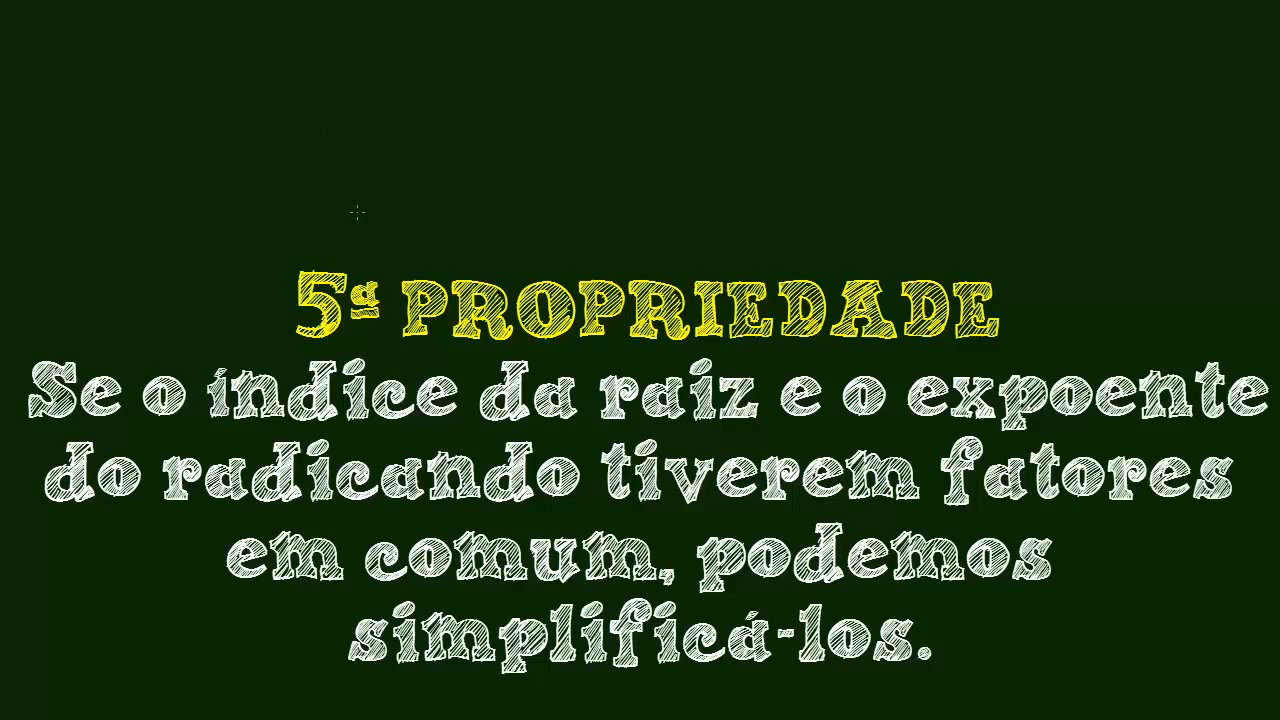 5ª PROPRIEDADE
Se o índice da raiz e o expoente
do radicando tiverem fatores
em comum, podemos
simplificá-los.